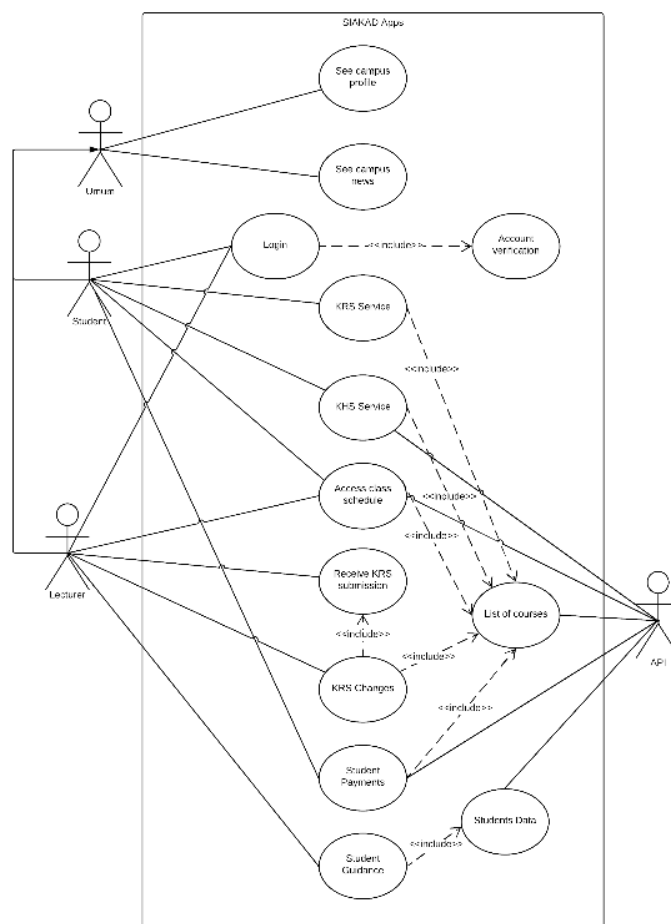 SIAKAD Apps
See campus
profile
Umum
See campus
news
Login
<<include>>
Account
verification
Student
KRS Service
<<include>>
KHS Service
Access class
schedule
<<include>>
<<include>>
Lecturer
Receive KRS
submission
<<include>>
List of courses
API
<<include>>
KRS Changes
<<include>>
Student
Payments
Students Data
<<include>>
Student
Guidance